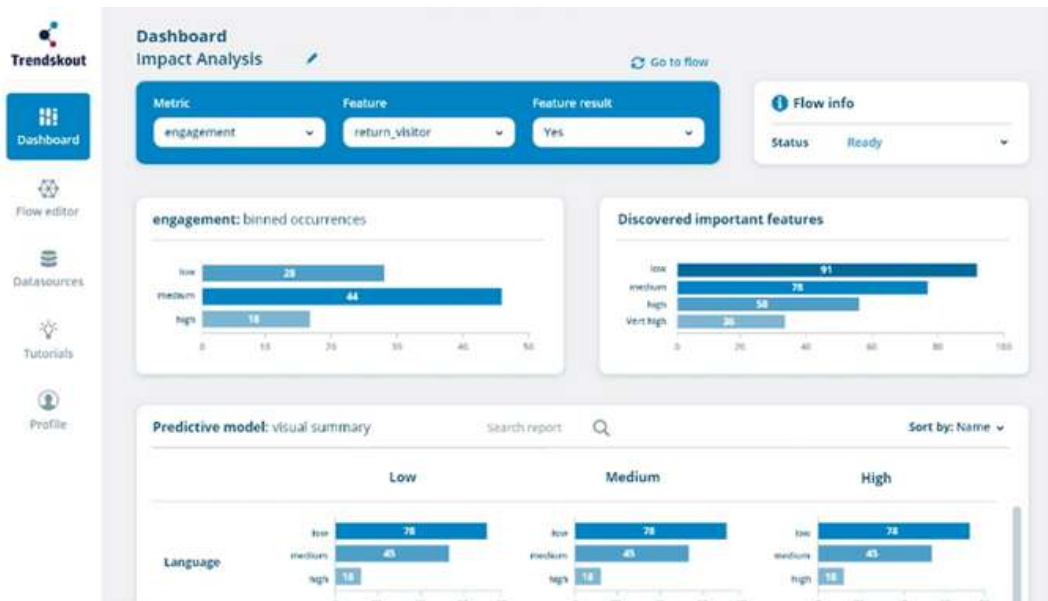 Trendskout
Dashboard
Flow editor
Datasources
Tutorials
Profile
Dashboard
Impact Analysis
Go to flow
Metric
engagement
Feature
return_visitor
Feature result
Yes
Flow info
Status Ready
engagement: binned occurrences
low 28
medium 44
high 18
0 10 20 30 40 50
Discovered important features
low 91
medium 78
high 58
Vert high 36
0 20 40 60 80 100
Predictive model: visual summary
Search report
Sort by: Name
Low Medium High
Language
low 78
medium 45
high 18
low 78
medium 45
high 18
low 78
medium 45
high 18